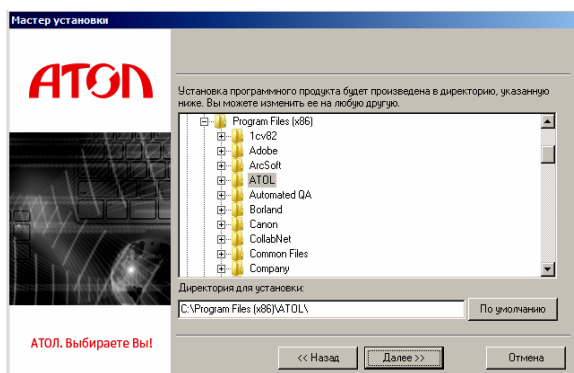 Мастер установки
АТОЛ
Установка программного продукта будет произведена в директорию, указанную
ниже. Вы можете изменить ее на любую другую.
Program Files (x86)
1cv82
Adobe
ArcSoft
ATOL
Automated QA
Borland
Canon
CollabNet
Common Files
Company
Директория для установки:
C:\Program Files (x86)\ATOL\
По умолчанию
АТОЛ. Выбираете Вы!
<< Назад
Далее >>
Отмена